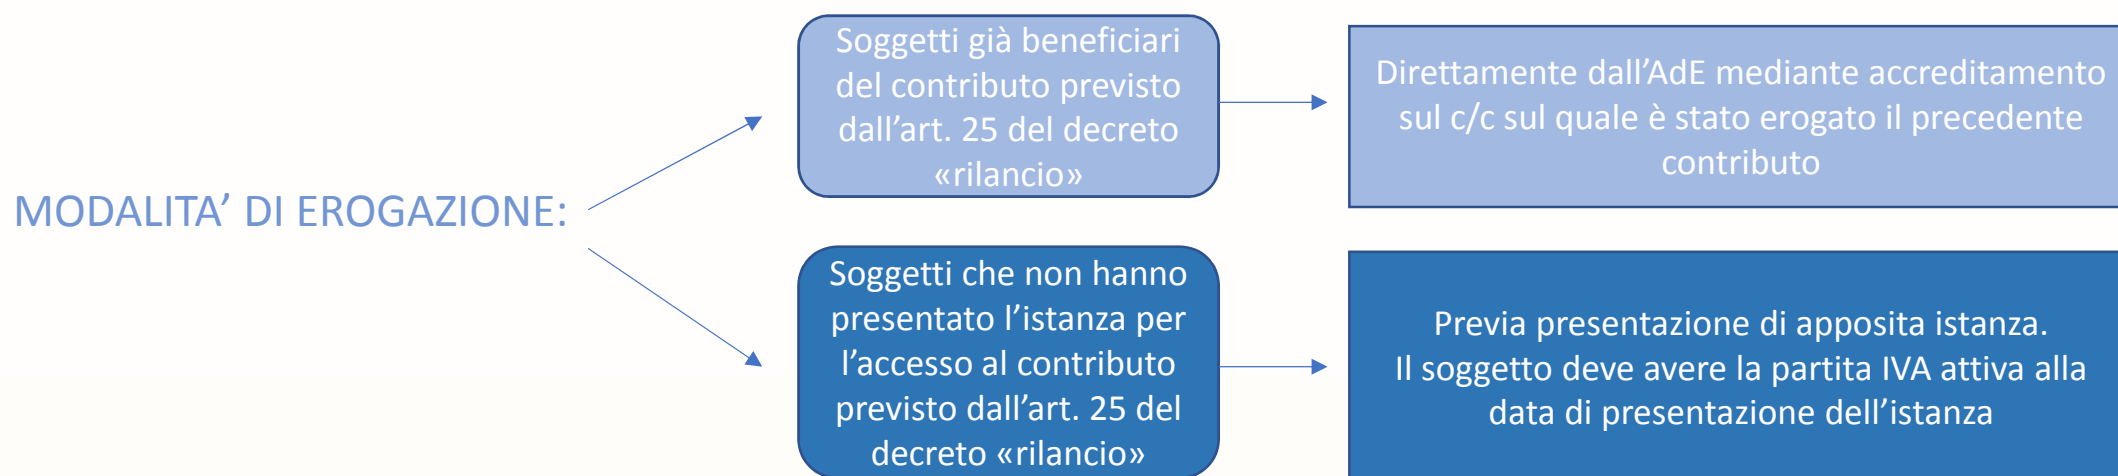 MODALITA’ DI EROGAZIONE:
Soggetti già beneficiari
del contributo previsto
dall’art. 25 del decreto
«rilancio»
Direttamente dall’AdE mediante accreditamento
sul c/c sul quale è stato erogato il precedente
contributo
Soggetti che non hanno
presentato l’istanza per
l’accesso al contributo
previsto dall’art. 25 del
decreto «rilancio»
Previa presentazione di apposita istanza.
Il soggetto deve avere la partita IVA attiva alla
data di presentazione dell’istanza